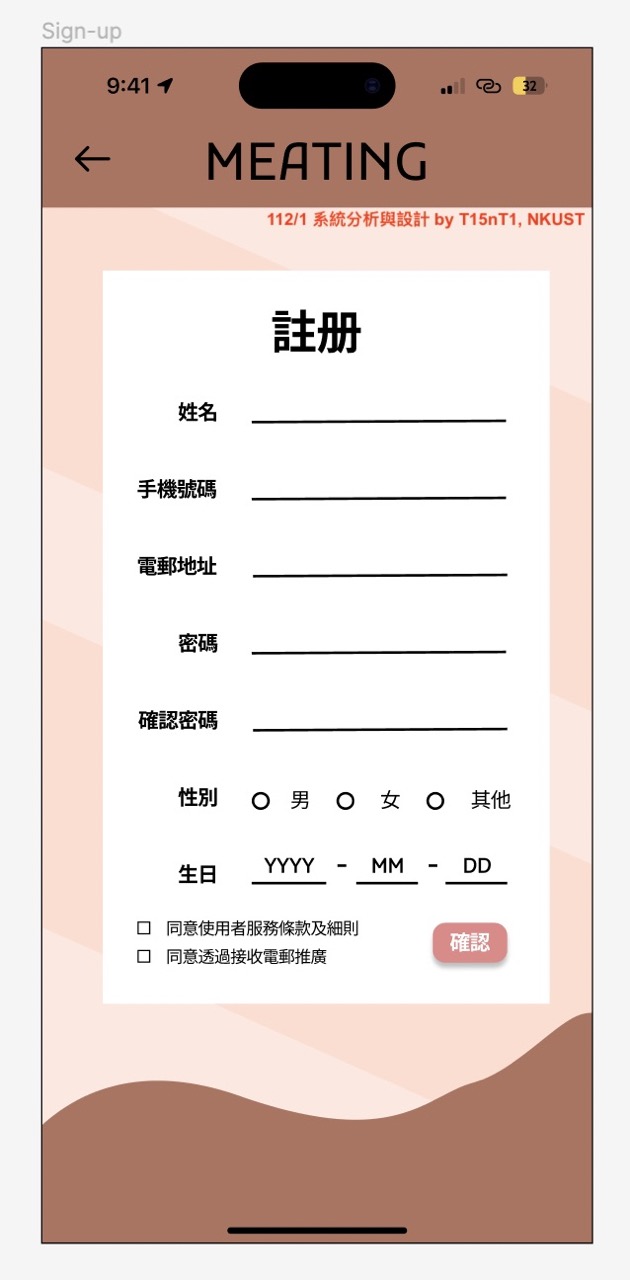 Sign-up
9:41
32
MEATING
112/1 系統分析與設計 by T15nT1, NKUST
註册
姓名
手機號碼
電郵地址
密碼
確認密碼
性別 男 女 其他
生日 YYYY - MM - DD
同意使用者服務條款及細則
同意透過接收電郵推廣
確認